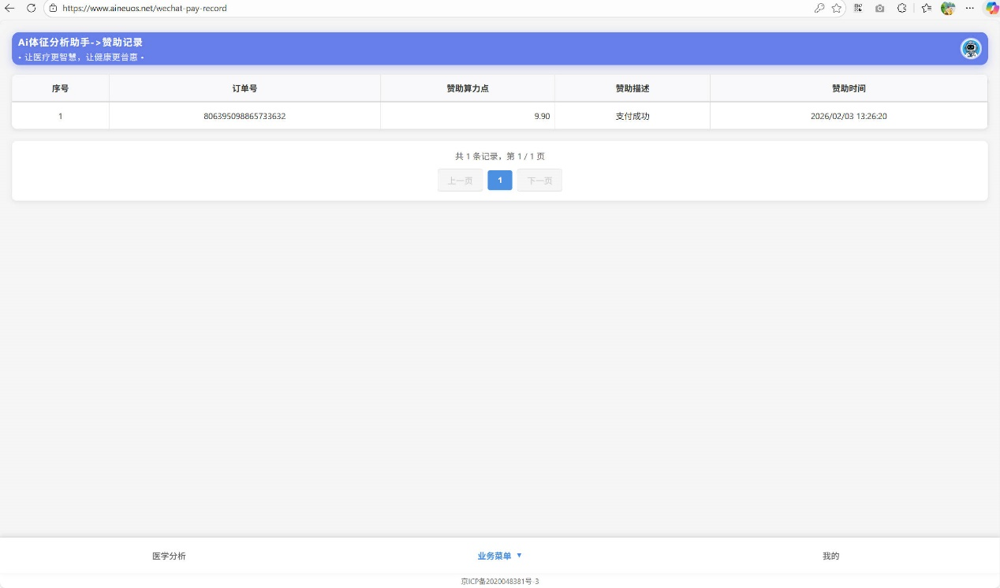 https://www.aineuos.net/wechat-pay-record
Ai体征分析助手->赞助记录
• 让医疗更智慧，让健康更普惠 •
序号 订单号 赞助算力点 赞助描述 赞助时间
1 806395098865733632 9.90 支付成功 2026/02/03 13:26:20
共 1 条记录，第 1 / 1 页
上一页 1 下一页
医学分析 业务菜单 ▼ 我的
京ICP备2020048381号-3